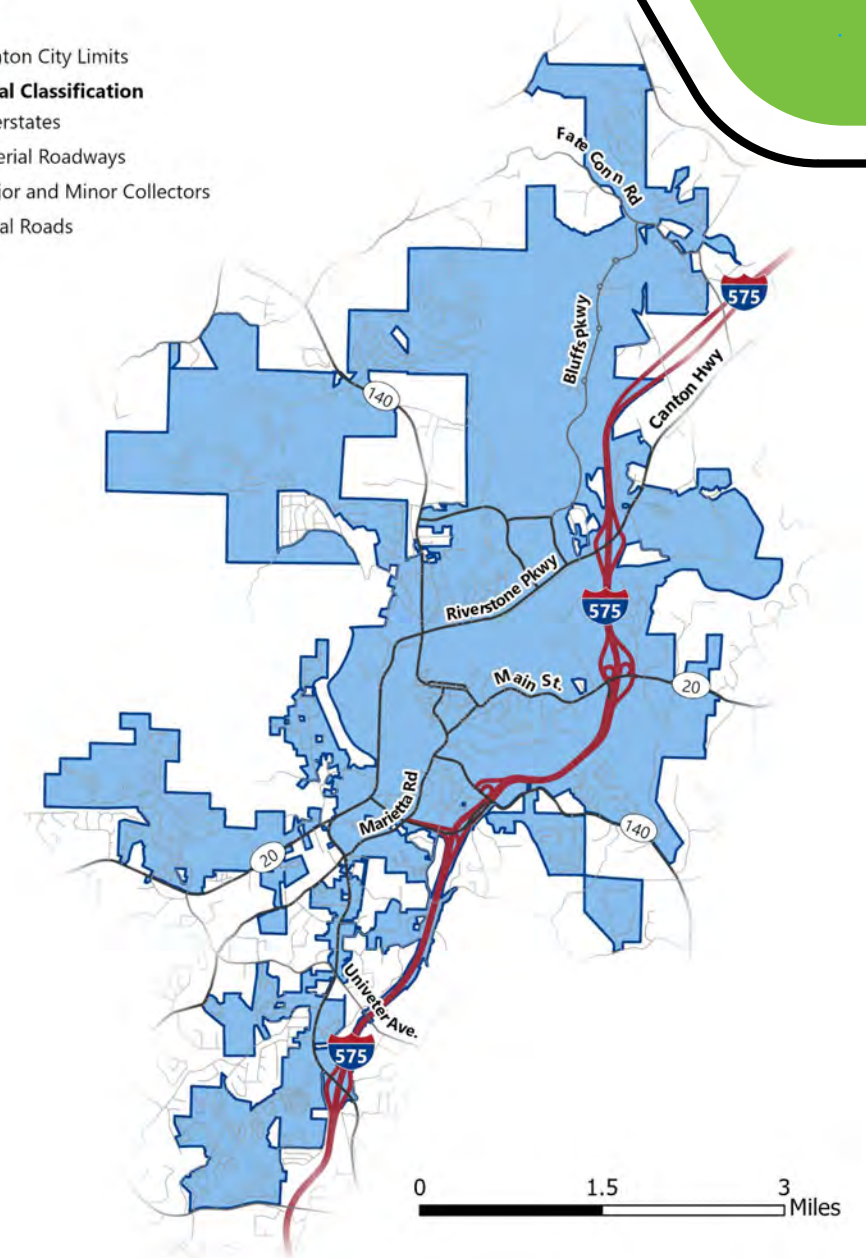 nton City Limits
al Classification
erstates
erial Roadways
jor and Minor Collectors
al Roads
Fate Conn Rd
575
Bluffs Pkwy
Canton Hwy
140
Riverstone Pkwy
575
Main St.
20
Marietta Rd
140
20
Univeter Ave.
575
0 1.5 3
Miles